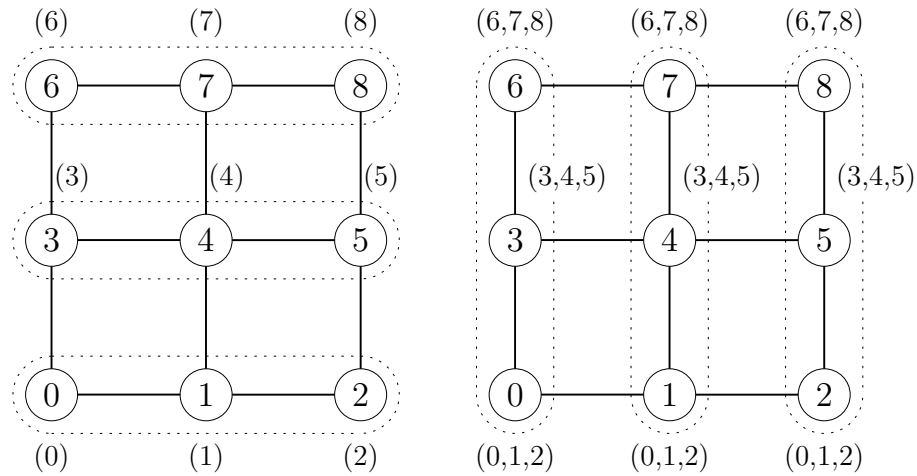 (6) (7) (8) (6,7,8) (6,7,8) (6,7,8)
6 7 8 6 7 8
(3) (4) (5) (3,4,5) (3,4,5) (3,4,5)
3 4 5 3 4 5
0 1 2 0 1 2
(0) (1) (2) (0,1,2) (0,1,2) (0,1,2)